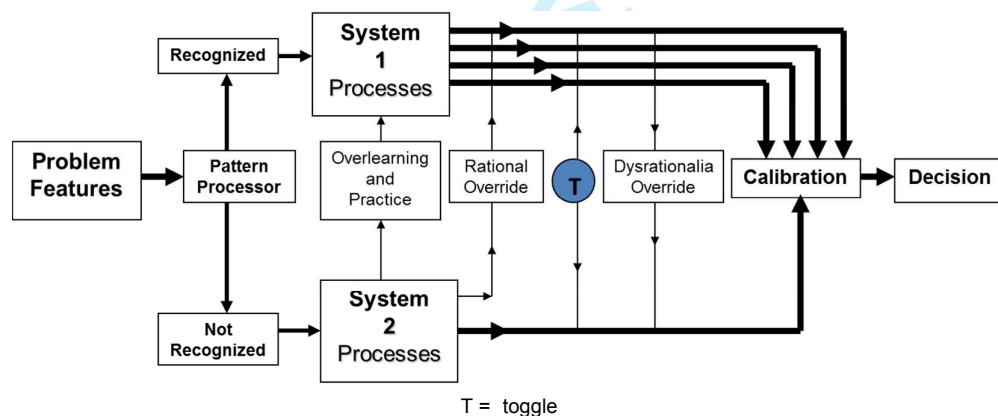 Problem
Features
Pattern
Processor
Recognized
Not
Recognized
System
1
Processes
Overlearning
and
Practice
System
2
Processes
Rational
Override
T
Dysrationalia
Override
Calibration
Decision
T = toggle